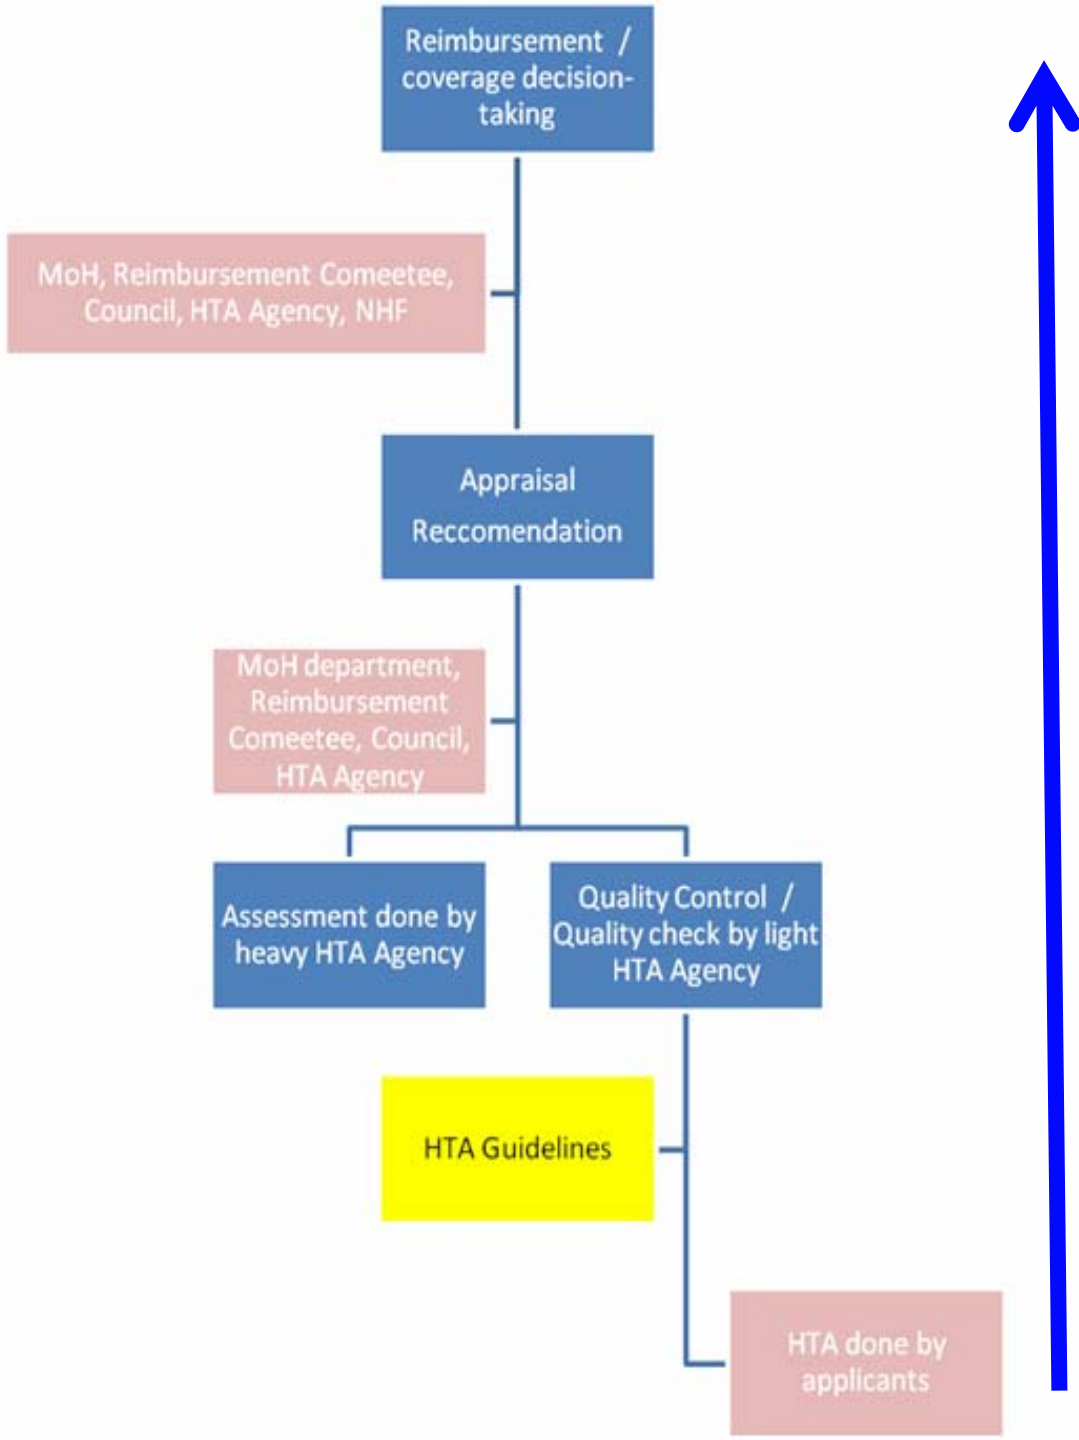 Reimbursement /
coverage decision-
taking
MoH, Reimbursement Comeetee,
Council, HTA Agency, NHF
Appraisal
Reccomendation
MoH department,
Reimbursement
Comeetee, Council,
HTA Agency
Assessment done by
heavy HTA Agency
Quality Control /
Quality check by light
HTA Agency
HTA Guidelines
HTA done by
applicants